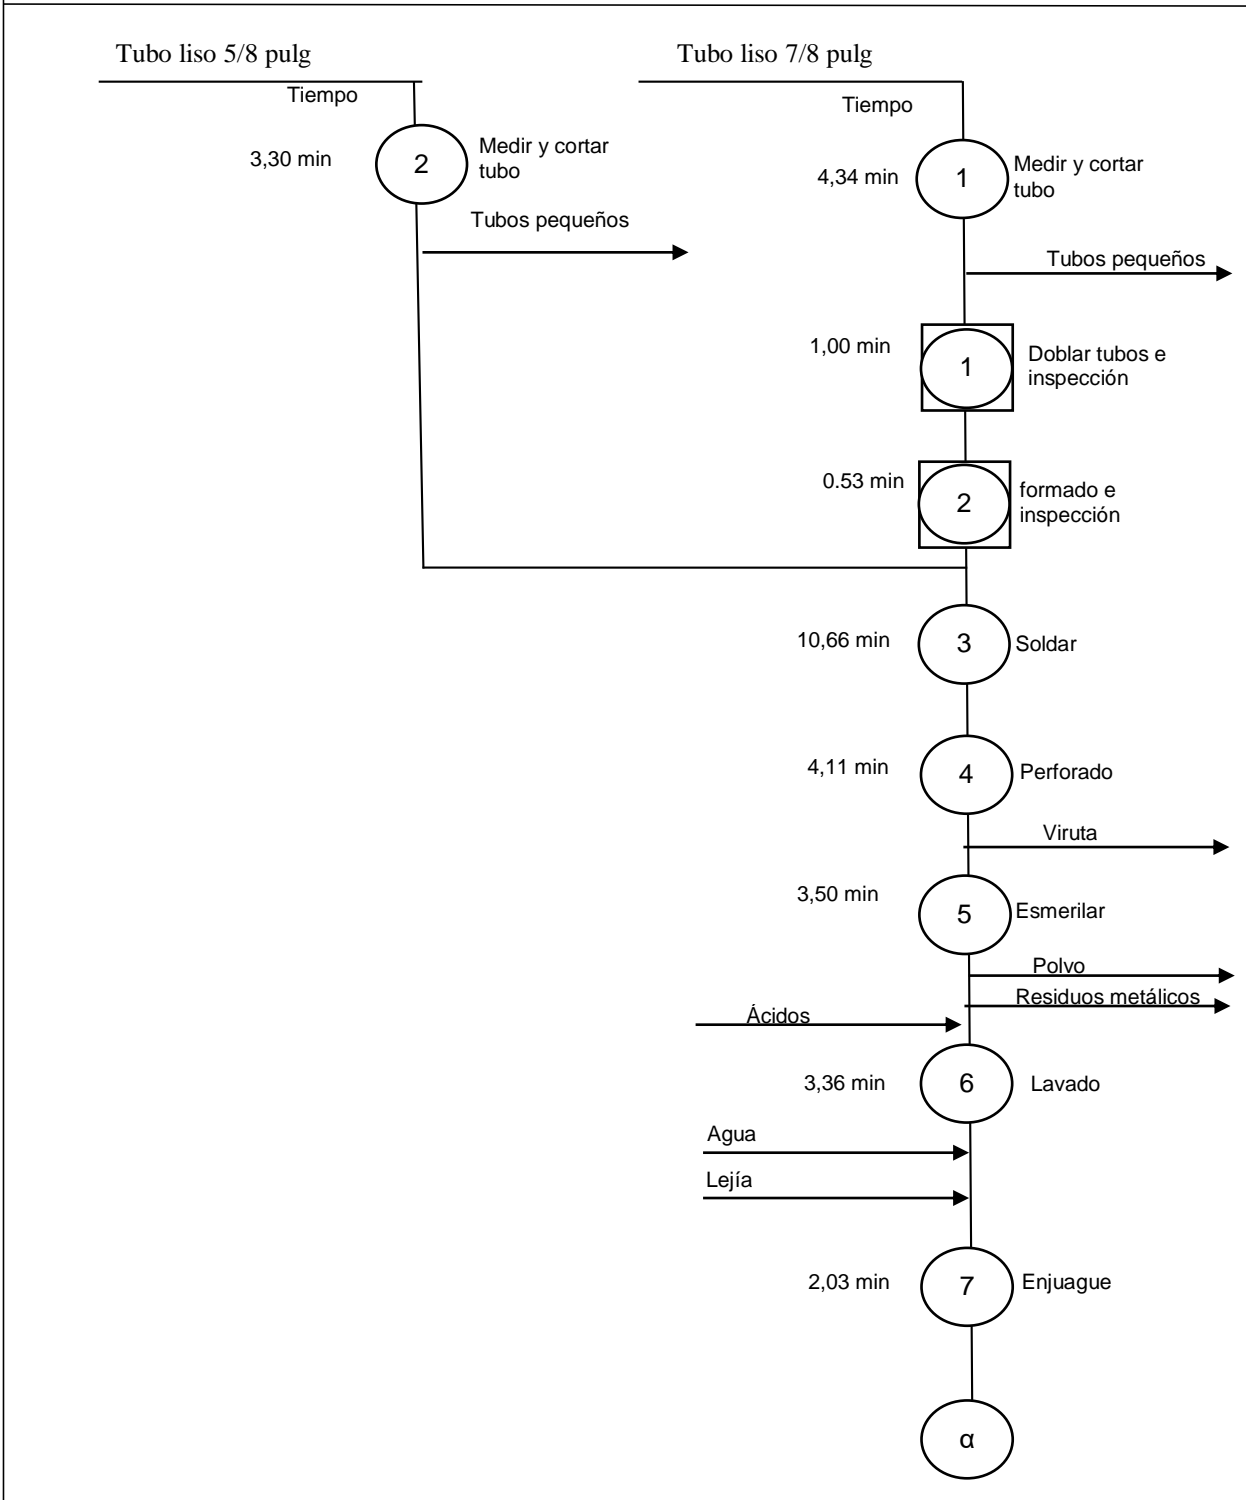 Tubo liso 5/8 pulg
Tubo liso 7/8 pulg
Tiempo
Tiempo
3,30 min
2
Medir y cortar
tubo
4,34 min
1
Medir y cortar
tubo
Tubos pequeños
Tubos pequeños
1,00 min
1
Doblar tubos e
inspección
0.53 min
2
formado e
inspección
10,66 min
3
Soldar
4,11 min
4
Perforado
Viruta
3,50 min
5
Esmerilar
Polvo
Residuos metálicos
Ácidos
3,36 min
6
Lavado
Agua
Lejía
2,03 min
7
Enjuague
α